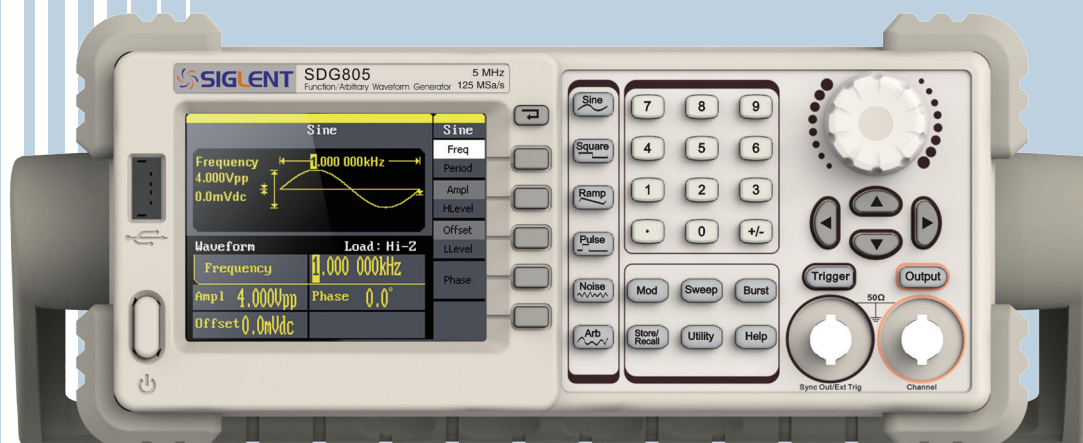 SIGLENT
SDG805
5 MHz
Function/Arbitrary Waveform Generator
125 MSa/s
Sine
Sine
Freq
Period
Ampl
HLevel
Offset
LLevel
Phase
Frequency
1.000 000kHz
4.000Vpp
0.0mVdc
Waveform
Load: Hi-Z
Frequency
1.000 000kHz
Ampl 4.000Vpp
Phase 0.0°
Offset 0.0mVdc
Sine
Square
Ramp
Pulse
Noise
Arb
7 8 9
4 5 6
1 2 3
· 0 +/-
Mod Sweep Burst
Store/
Recall
Utility Help
Trigger
Output
50Ω
Sync Out/Ext Trig
Channel